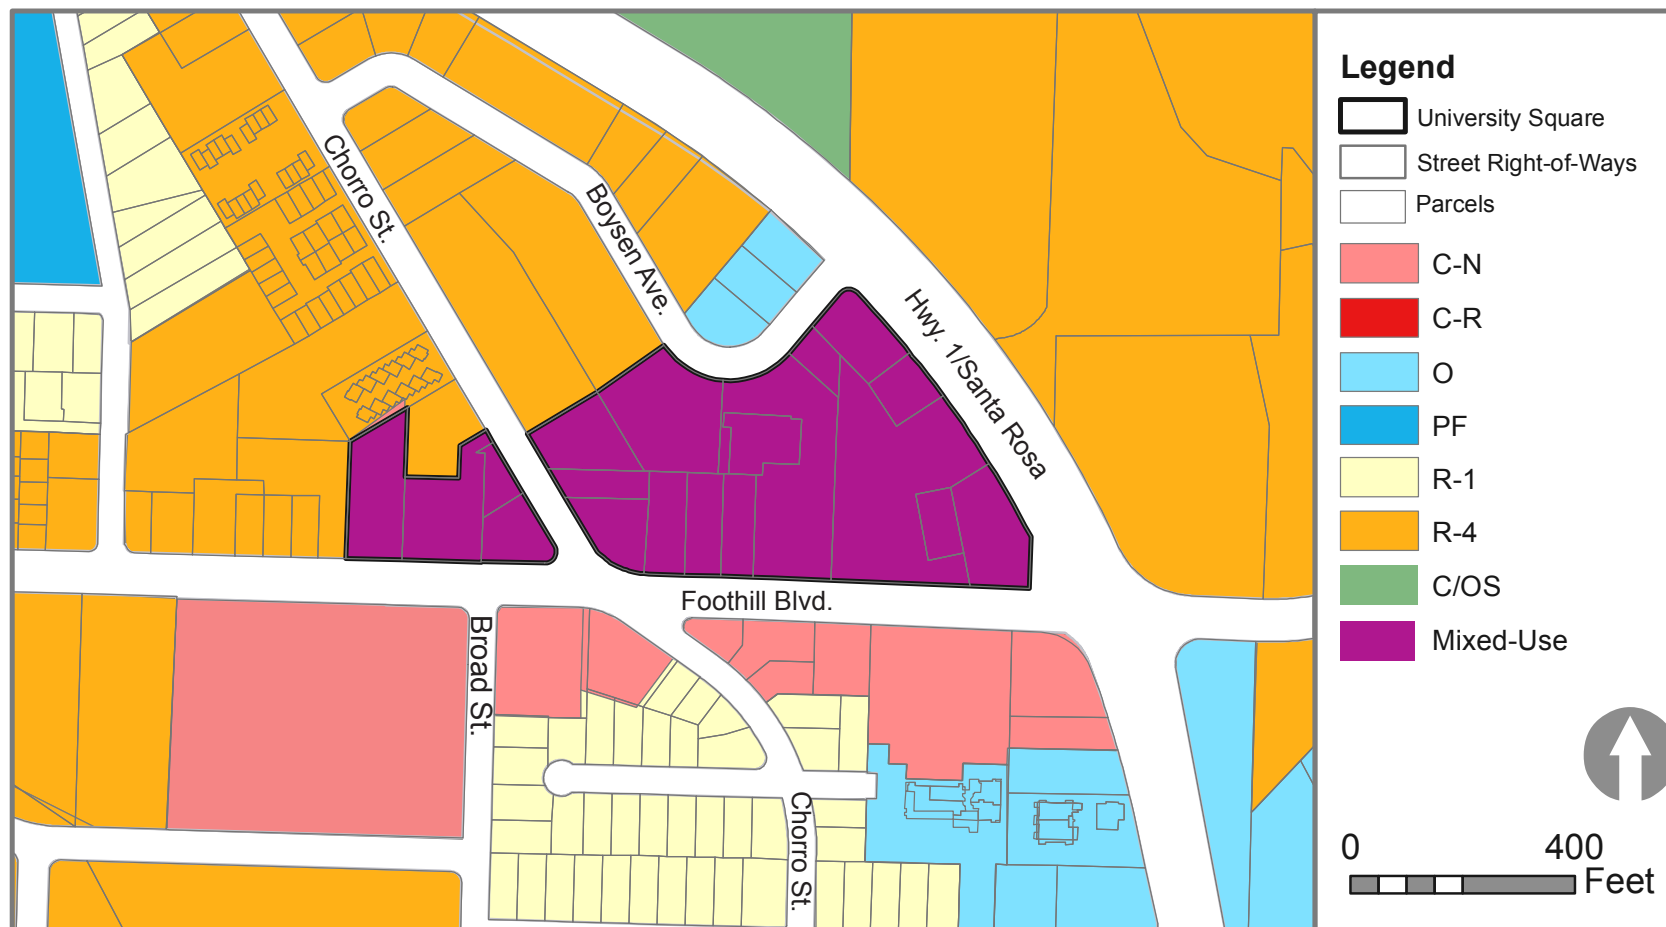 Chorro St.
Boysen Ave.
Hwy. 1/Santa Rosa
Foothill Blvd.
Broad St.
Chorro St.
Legend
University Square
Street Right-of-Ways
Parcels
C-N
C-R
O
PF
R-1
R-4
C/OS
Mixed-Use
0 400
Feet